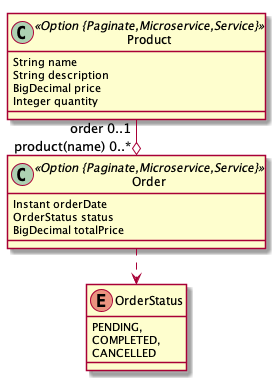 C «Option {Paginate,Microservice,Service}»
Product
String name
String description
BigDecimal price
Integer quantity
order 0..1
product(name) 0..*
C «Option {Paginate,Microservice,Service}»
Order
Instant orderDate
OrderStatus status
BigDecimal totalPrice
E OrderStatus
PENDING,
COMPLETED,
CANCELLED